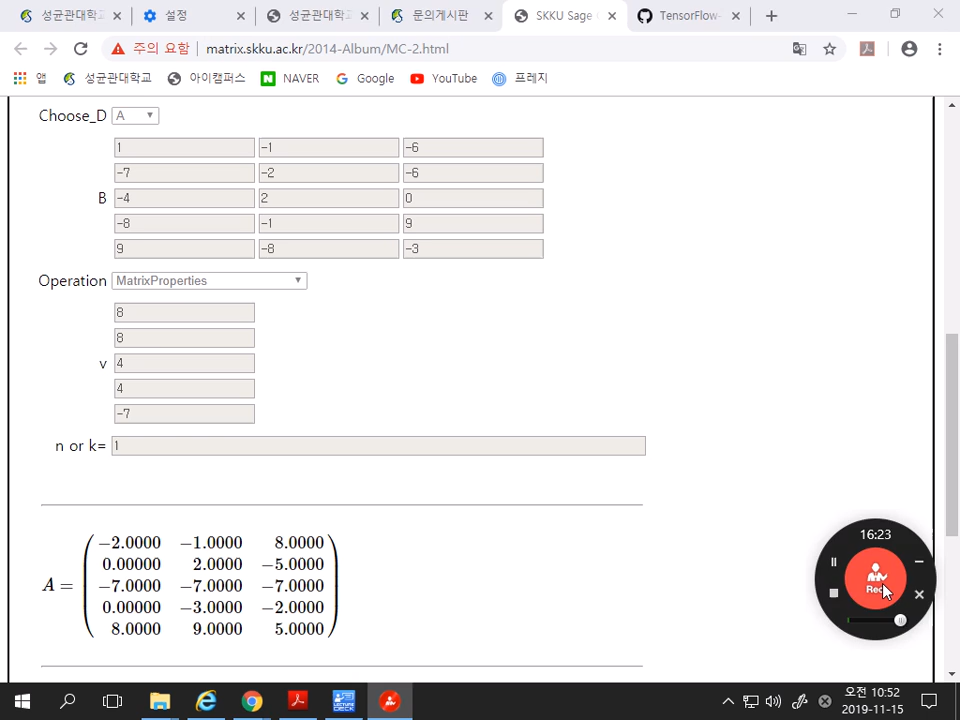 성균관대학교
설정
성균관대학교
문의게시판
SKKU Sage
TensorFlow-
주의 요함 matrix.skku.ac.kr/2014-Album/MC-2.html
앱 성균관대학교 아이캠퍼스 NAVER Google YouTube 프레지
Choose_D A
1 -1 -6
-7 -2 -6
B -4 2 0
-8 -1 9
9 -8 -3
Operation MatrixProperties
8
8
v 4
4
-7
n or k= 1
−2.0000 −1.0000 8.0000
0.00000 2.0000 −5.0000
A = −7.0000 −7.0000 −7.0000
0.00000 −3.0000 −2.0000
8.0000 9.0000 5.0000
16:23
Rec
오전 10:52
2019-11-15